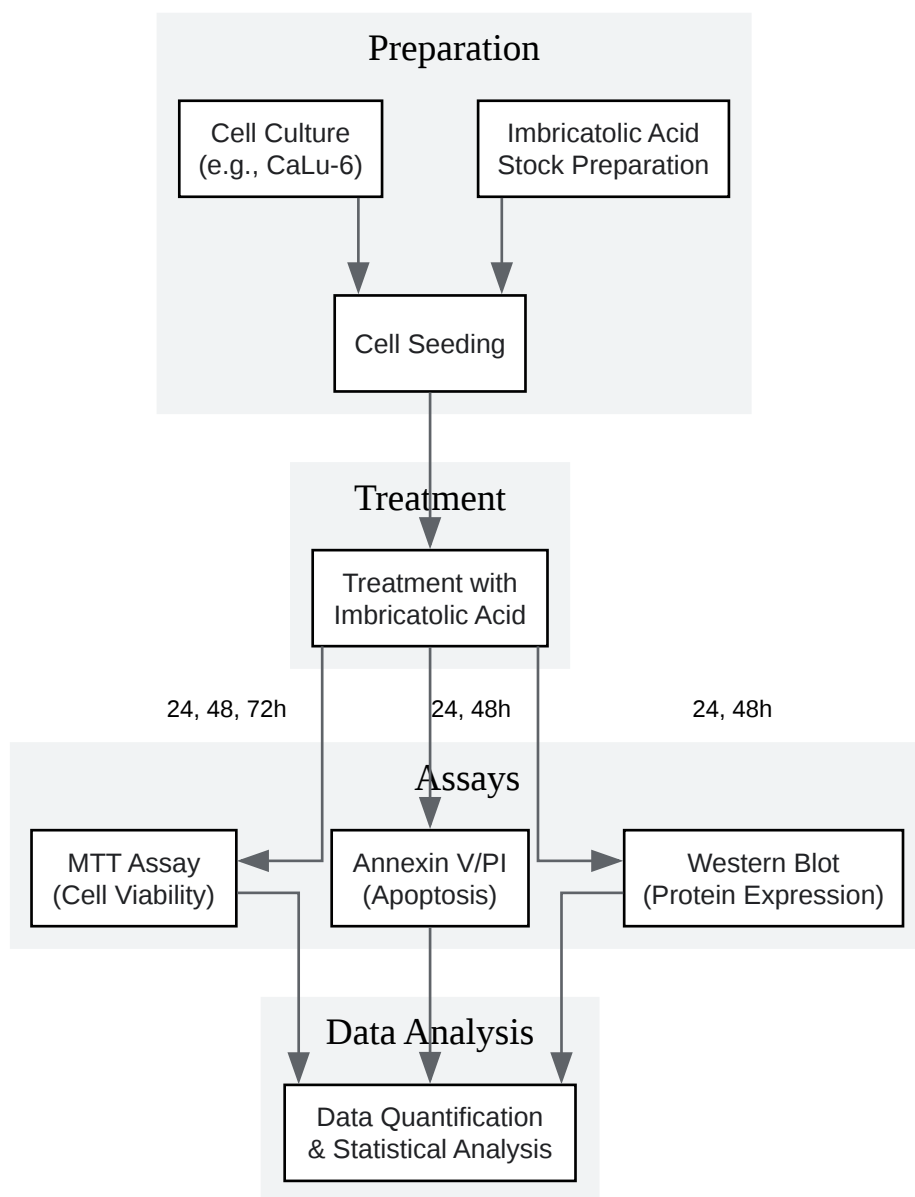 Preparation
Cell Culture
(e.g., CaLu-6)
Imbricatolic Acid
Stock Preparation
Cell Seeding
Treatment
Treatment with
Imbricatolic Acid
24, 48, 72h
24, 48h
24, 48h
Assays
MTT Assay
(Cell Viability)
Annexin V/PI
(Apoptosis)
Western Blot
(Protein Expression)
Data Analysis
Data Quantification
& Statistical Analysis